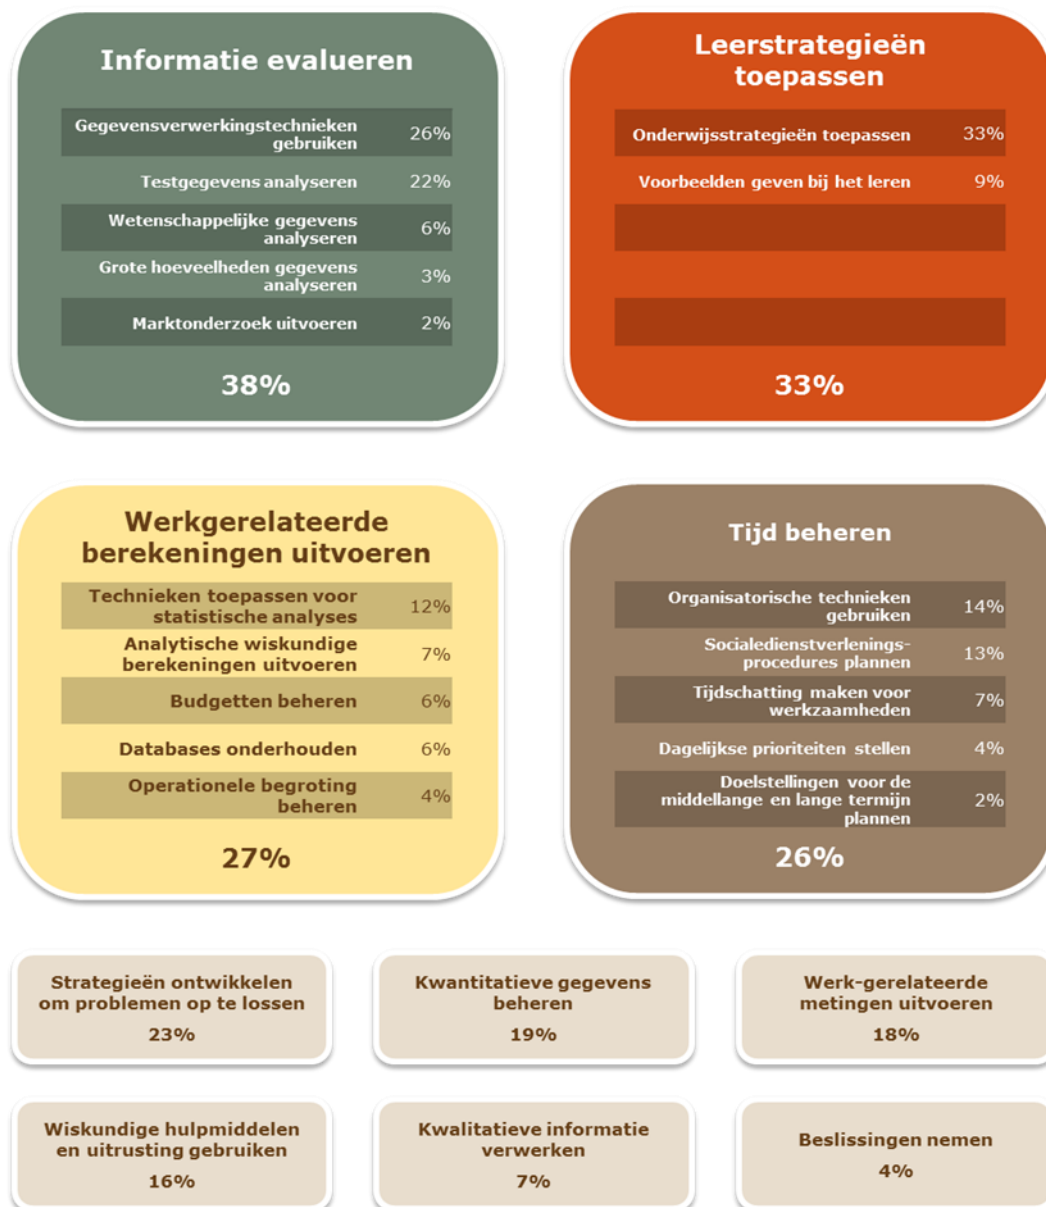 Informatie evalueren
Gegevensverwerkingstechnieken
gebruiken
26%
Testgegevens analyseren
22%
Wetenschappelijke gegevens
analyseren
6%
Grote hoeveelheden gegevens
analyseren
3%
Marktonderzoek uitvoeren
2%
38%
Leerstrategieën
toepassen
Onderwijsstrategieën toepassen
33%
Voorbeelden geven bij het leren
9%
33%
Werkgerelateerde
berekeningen uitvoeren
Technieken toepassen voor
statistische analyses
12%
Analytische wiskundige
berekeningen uitvoeren
7%
Budgetten beheren
6%
Databases onderhouden
6%
Operationele begroting
beheren
4%
27%
Tijd beheren
Organisatorische technieken
gebruiken
14%
Socialedienstverlenings-
procedures plannen
13%
Tijdschatting maken voor
werkzaamheden
7%
Dagelijkse prioriteiten stellen
4%
Doelstellingen voor de
middellange en lange termijn
plannen
2%
26%
Strategieën ontwikkelen
om problemen op te lossen
23%
Kwantitatieve gegevens
beheren
19%
Werk-gerelateerde
metingen uitvoeren
18%
Wiskundige hulpmiddelen
en uitrusting gebruiken
16%
Kwalitatieve informatie
verwerken
7%
Beslissingen nemen
4%